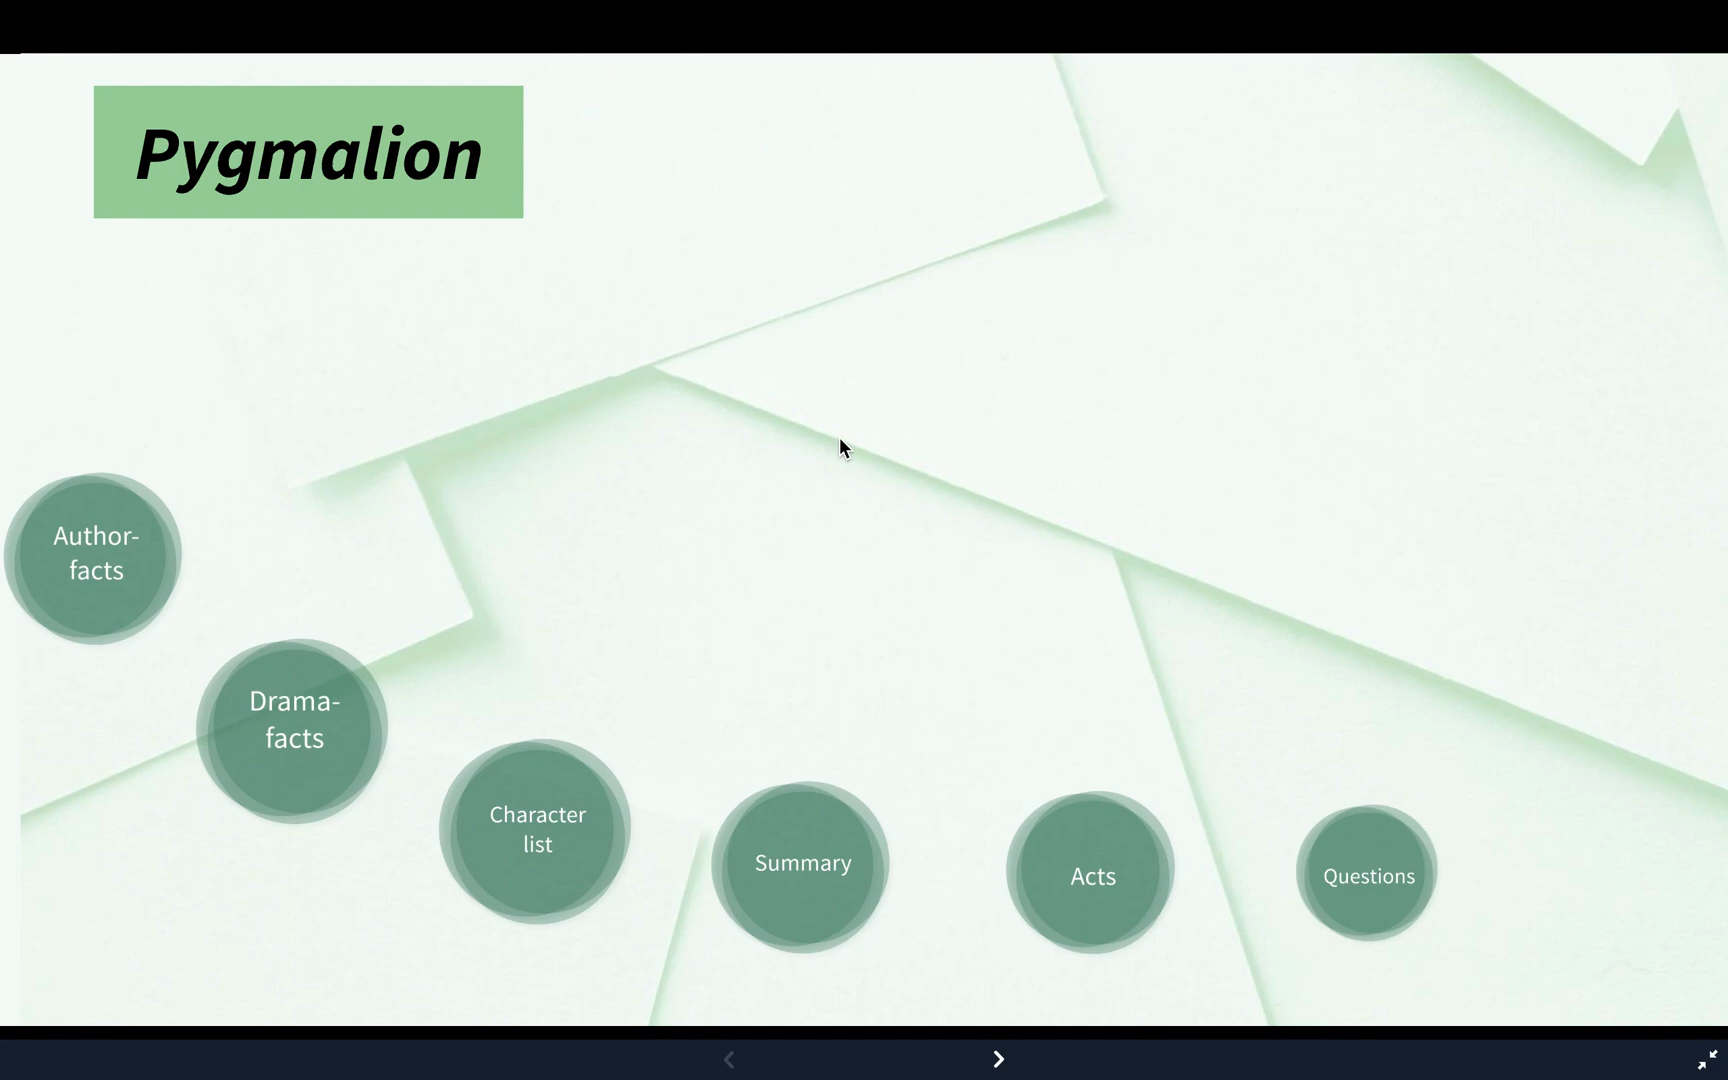 Pygmalion
Author-
facts
Drama-
facts
Character
list
Summary
Acts
Questions